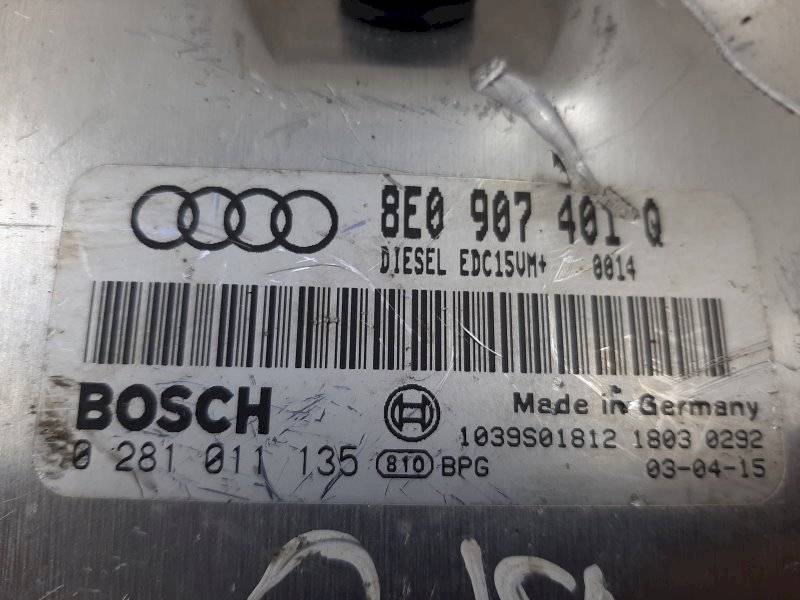 8E0 907 401 Q
DIESEL EDC15VM+ 0014
BOSCH
Made in Germany
1039S01812 1803 0292
0 281 011 135 810 BPG
03-04-15